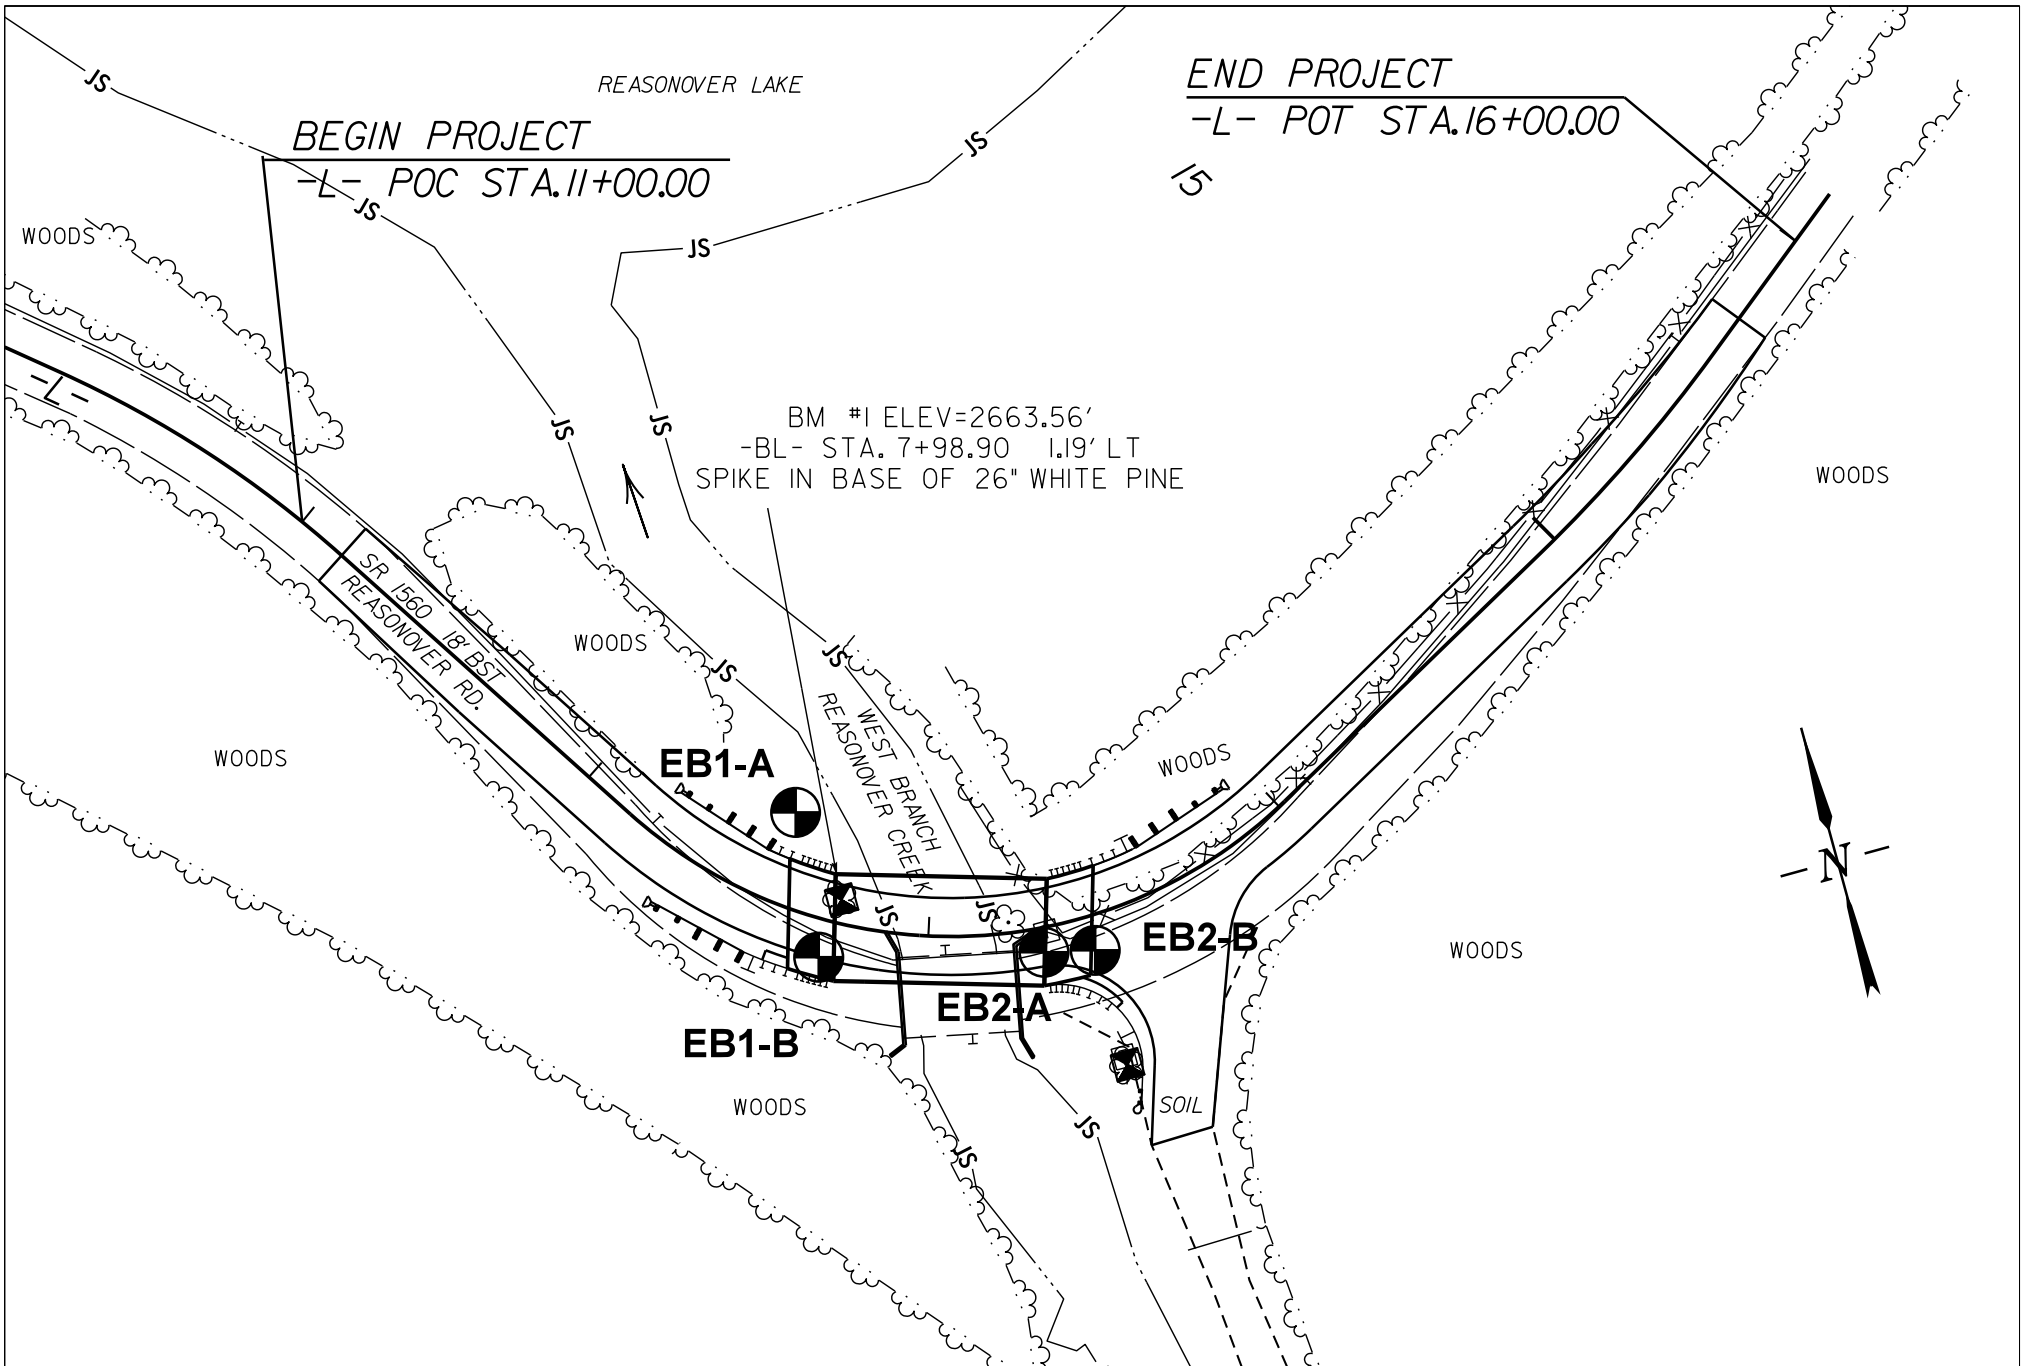 REASONOVER LAKE
END PROJECT
-L- POT STA.16+00.00
BEGIN PROJECT
-L- POC STA.11+00.00
15
JS
JS
JS
JS
WOODS
-L-
JS
JS
BM #1 ELEV=2663.56'
-BL- STA. 7+98.90 1.19' LT
SPIKE IN BASE OF 26" WHITE PINE
WOODS
SR 1560 18' BST
REASONOVER RD.
WOODS
JS
JS
WEST BRANCH
REASONOVER CREEK
WOODS
WOODS
EB1-A
N
JS
JS
EB2-B
WOODS
EB2-A
EB1-B
WOODS
SOIL
JS
JS